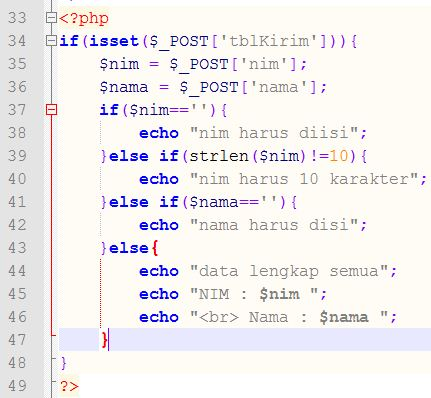 33 <?php
34 if(isset($_POST['tblKirim'])){
35 $nim = $_POST['nim'];
36 $nama = $_POST['nama'];
37 if($nim==''){
38 echo "nim harus diisi";
39 }else if(strlen($nim)!=10){
40 echo "nim harus 10 karakter";
41 }else if($nama==''){
42 echo "nama harus disi";
43 }else{
44 echo "data lengkap semua";
45 echo "NIM : $nim ";
46 echo "<br> Nama : $nama ";
47 }
48 }
49 ?>